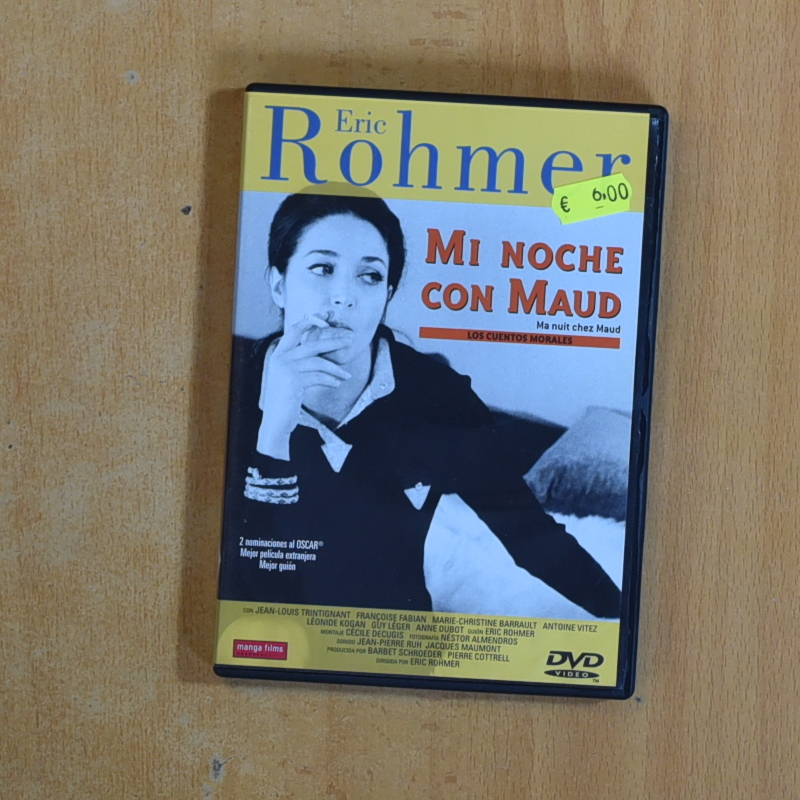 Eric
Rohmer
€ 6,00
MI NOCHE
CON MAUD
Ma nuit chez Maud
LOS CUENTOS MORALES
2 nominaciones al OSCAR®
Mejor película extranjera
Mejor guión
CON JEAN-LOUIS TRINTIGNANT FRANÇOISE FABIAN MARIE-CHRISTINE BARRAULT ANTOINE VITEZ
LÉONIDE KOGAN GUY LÉGER ANNE DUBOT GUIÓN ERIC ROHMER
MONTAJE CÉCILE DECUGIS FOTOGRAFÍA NÉSTOR ALMENDROS
SONIDO JEAN-PIERRE RUH JACQUES MAUMONT
PRODUCIDA POR BARBET SCHROEDER PIERRE COTTRELL
DIRIGIDA POR ERIC ROHMER
manga films
DVD
VIDEO
TM